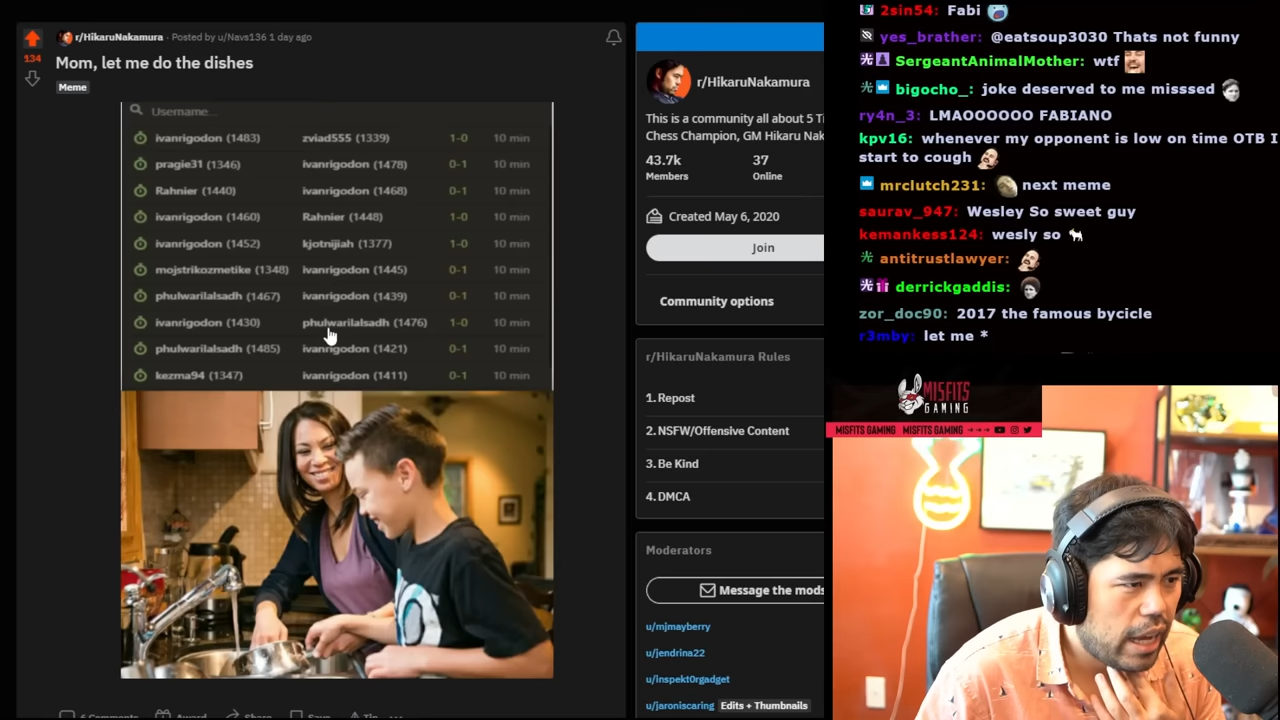 r/HikaruNakamura · Posted by u/Navs136 1 day ago
134
Mom, let me do the dishes
Meme
Username...
ivanrigodon (1483) zviad555 (1339) 1-0 10 min
pragie31 (1346) ivanrigodon (1478) 0-1 10 min
Rahnier (1440) ivanrigodon (1468) 0-1 10 min
ivanrigodon (1460) Rahnier (1448) 1-0 10 min
ivanrigodon (1452) kjotnijiah (1377) 1-0 10 min
mojstrikozmetike (1348) ivanrigodon (1445) 0-1 10 min
phulwarilalsadh (1467) ivanrigodon (1439) 0-1 10 min
ivanrigodon (1430) phulwarilalsadh (1476) 1-0 10 min
phulwarilalsadh (1485) ivanrigodon (1421) 0-1 10 min
kezma94 (1347) ivanrigodon (1411) 0-1 10 min
6 Comments Award Share Save Tip
r/HikaruNakamura
This is a community all about 5 Ti
Chess Champion, GM Hikaru Nak
43.7k 37
Members Online
Created May 6, 2020
Join
Community options
r/HikaruNakamura Rules
1. Repost
2. NSFW/Offensive Content
3. Be Kind
4. DMCA
Moderators
Message the mods
u/mjmayberry
u/jendrina22
u/inspekt0rgadget
u/jaroniscaring Edits + Thumbnails
2sin54: Fabi
yes_brather: @eatsoup3030 Thats not funny
SergeantAnimalMother: wtf
bigocho_: joke deserved to me misssed
ry4n_3: LMAOOOOOO FABIANO
kpv16: whenever my opponent is low on time OTB I
start to cough
mrclutch231: next meme
saurav_947: Wesley So sweet guy
kemankess124: wesly so
antitrustlawyer:
derrickgaddis:
zor_doc90: 2017 the famous bycicle
r3mby: let me *
MISFITS
GAMING
MISFITS GAMING MISFITS GAMING →→→